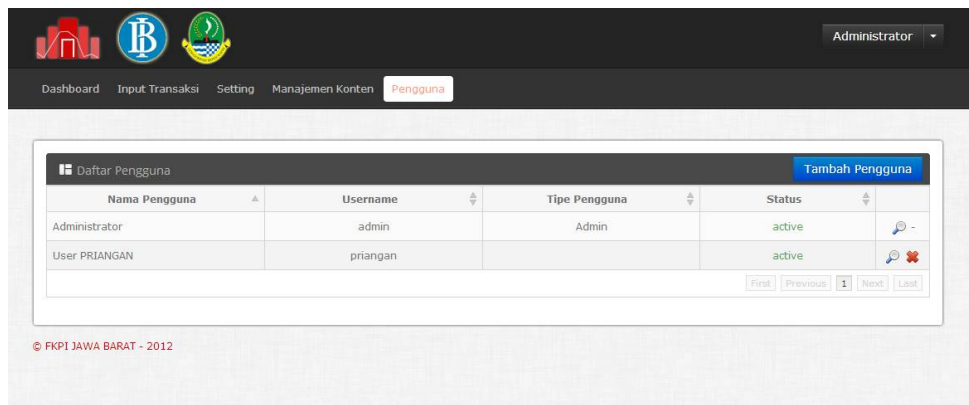 Administrator
Dashboard Input Transaksi Setting Manajemen Konten Pengguna
Daftar Pengguna Tambah Pengguna
Nama Pengguna Username Tipe Pengguna Status
Administrator admin Admin active -
User PRIANGAN priangan active
First Previous 1 Next Last
© FKPI JAWA BARAT - 2012